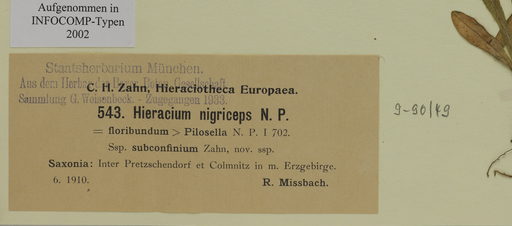 Aufgenommen in
INFOCOMP-Typen
2002
Staatsherbarium München.
Aus dem Herbar der Bayer. Botan. Gesellschaft
C. H. Zahn, Hieraciotheca Europaea.
Sammlung G. Weisenbeck. - Zugegangen 1933.
543. Hieracium nigriceps N. P.
= floribundum > Pilosella N. P. I 702.
Ssp. subconfinium Zahn, nov. ssp.
Saxonia: Inter Pretzschendorf et Colmnitz in m. Erzgebirge.
6. 1910. R. Missbach.
9-90/49